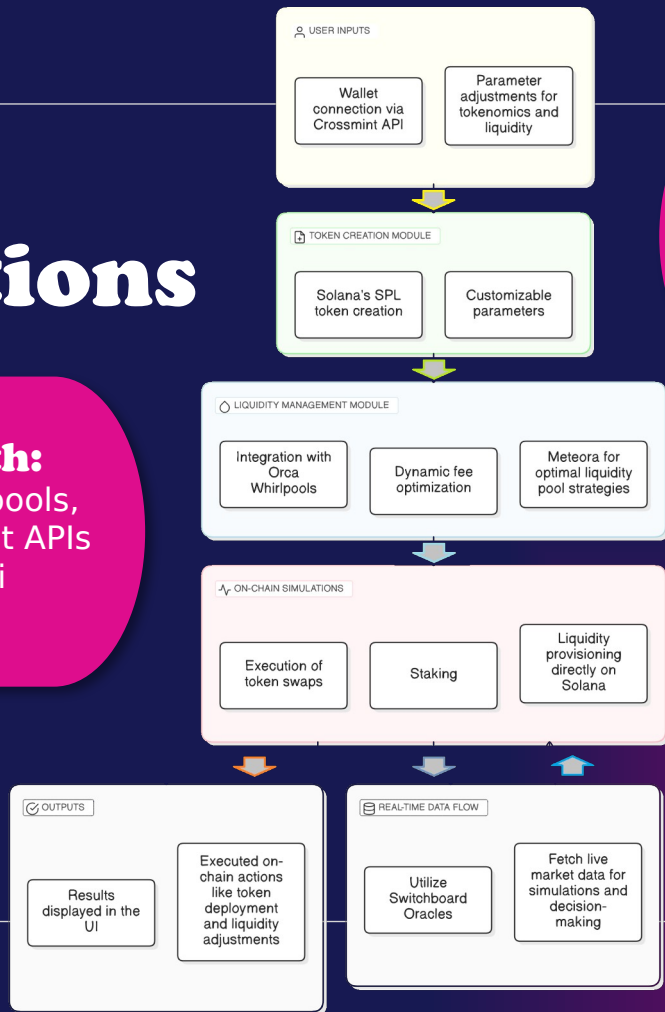 USER INPUTS
Wallet
connection via
Crossmint API
Parameter
adjustments for
tokenomics and
liquidity
TOKEN CREATION MODULE
Solana's SPL
token creation
Customizable
parameters
tions
LIQUIDITY MANAGEMENT MODULE
Integration with
Orca
Whirlpools
Dynamic fee
optimization
Meteora for
optimal liquidity
pool strategies
h:
pools,
t APIs
i
ON-CHAIN SIMULATIONS
Execution of
token swaps
Staking
Liquidity
provisioning
directly on
Solana
OUTPUTS
Results
displayed in the
UI
Executed on-
chain actions
like token
deployment
and liquidity
adjustments
REAL-TIME DATA FLOW
Utilize
Switchboard
Oracles
Fetch live
market data for
simulations and
decision-
making